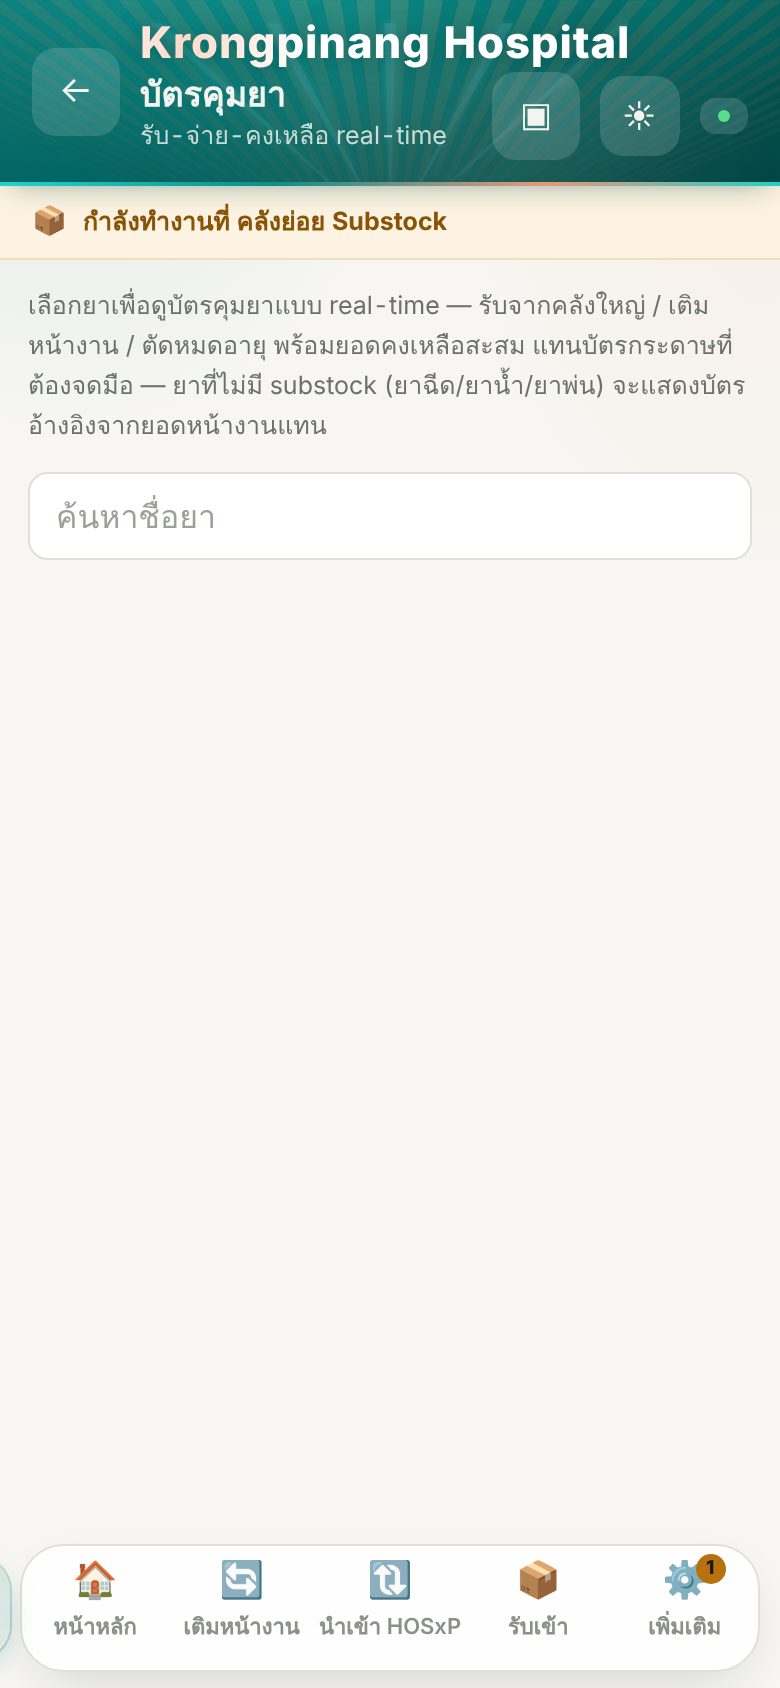 Krongpinang Hospital
บัตรคุมยา
รับ-จ่าย-คงเหลือ real-time
กำลังทำงานที่ คลังย่อย Substock
เลือกยาเพื่อดูบัตรคุมยาแบบ real-time — รับจากคลังใหญ่ / เติม
หน้างาน / ตัดหมดอายุ พร้อมยอดคงเหลือสะสม แทนบัตรกระดาษที่
ต้องจดมือ — ยาที่ไม่มี substock (ยาฉีด/ยาน้ำ/ยาพ่น) จะแสดงบัตร
อ้างอิงจากยอดหน้างานแทน
ค้นหาชื่อยา
1
หน้าหลัก เติมหน้างาน นำเข้า HOSxP รับเข้า เพิ่มเติม